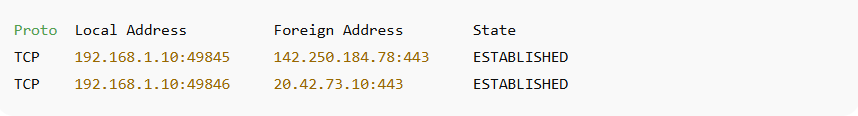 Proto  Local Address          Foreign Address        State
TCP    192.168.1.10:49845     142.250.184.78:443     ESTABLISHED
TCP    192.168.1.10:49846     20.42.73.10:443        ESTABLISHED